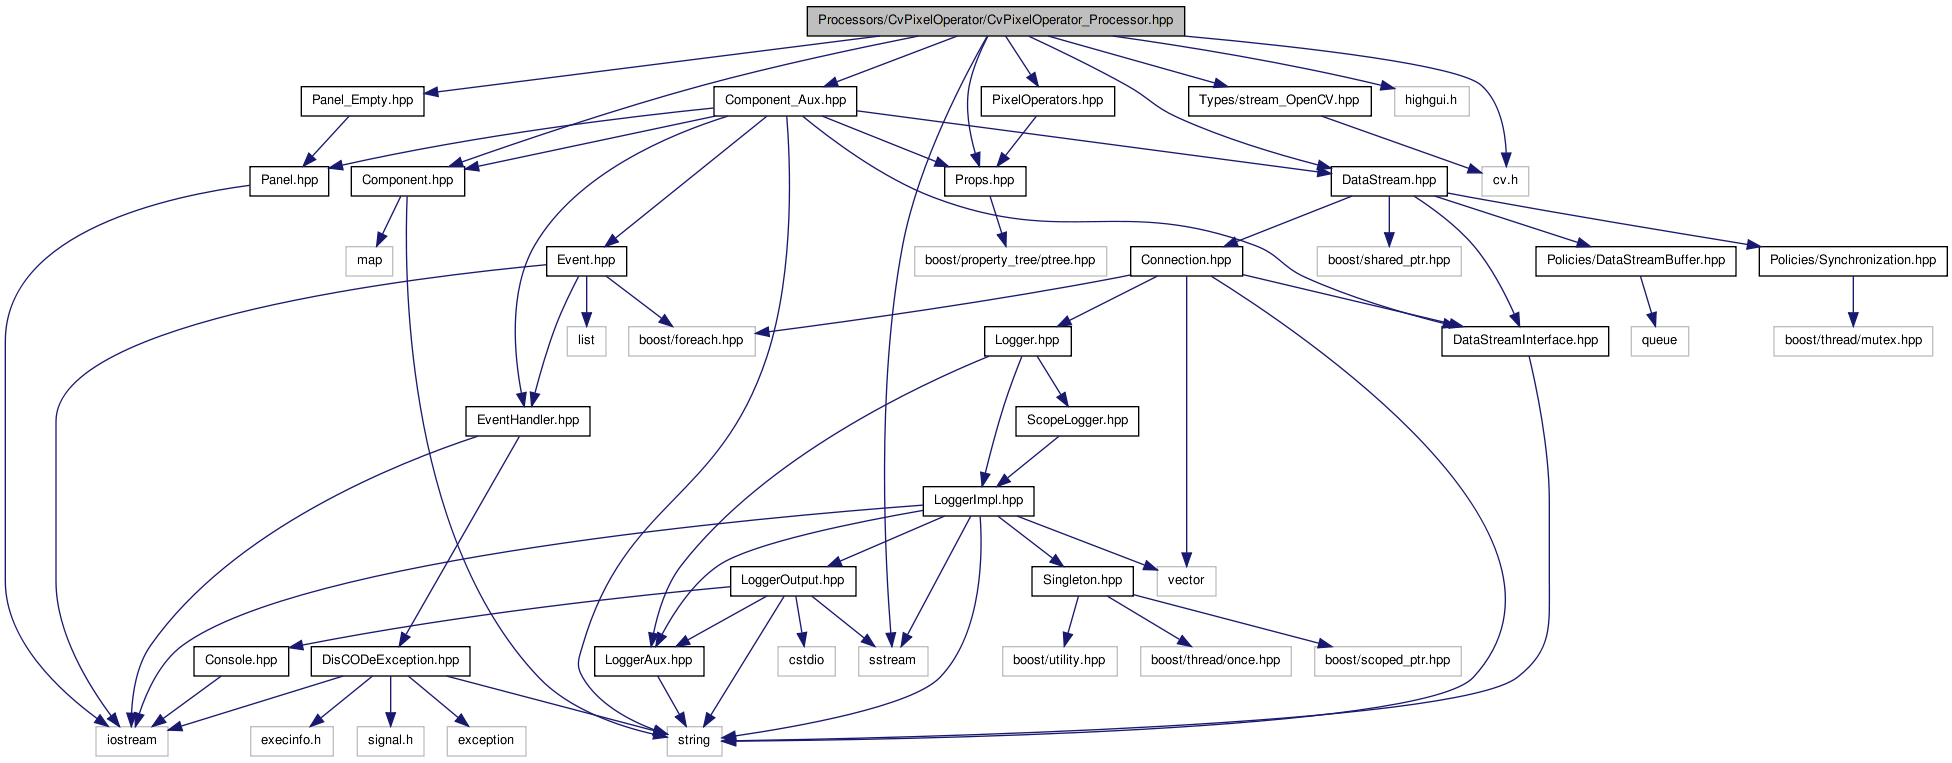 Processors/CvPixelOperator/CvPixelOperator_Processor.hpp
Panel_Empty.hpp
Component_Aux.hpp
PixelOperators.hpp
Types/stream_OpenCV.hpp
highgui.h
Panel.hpp
Component.hpp
Props.hpp
DataStream.hpp
cv.h
map
Event.hpp
boost/property_tree/ptree.hpp
Connection.hpp
boost/shared_ptr.hpp
Policies/DataStreamBuffer.hpp
Policies/Synchronization.hpp
list
boost/foreach.hpp
Logger.hpp
DataStreamInterface.hpp
queue
boost/thread/mutex.hpp
EventHandler.hpp
ScopeLogger.hpp
LoggerImpl.hpp
LoggerOutput.hpp
Singleton.hpp
vector
Console.hpp
DisCODeException.hpp
LoggerAux.hpp
cstdio
sstream
boost/utility.hpp
boost/thread/once.hpp
boost/scoped_ptr.hpp
iostream
execinfo.h
signal.h
exception
string